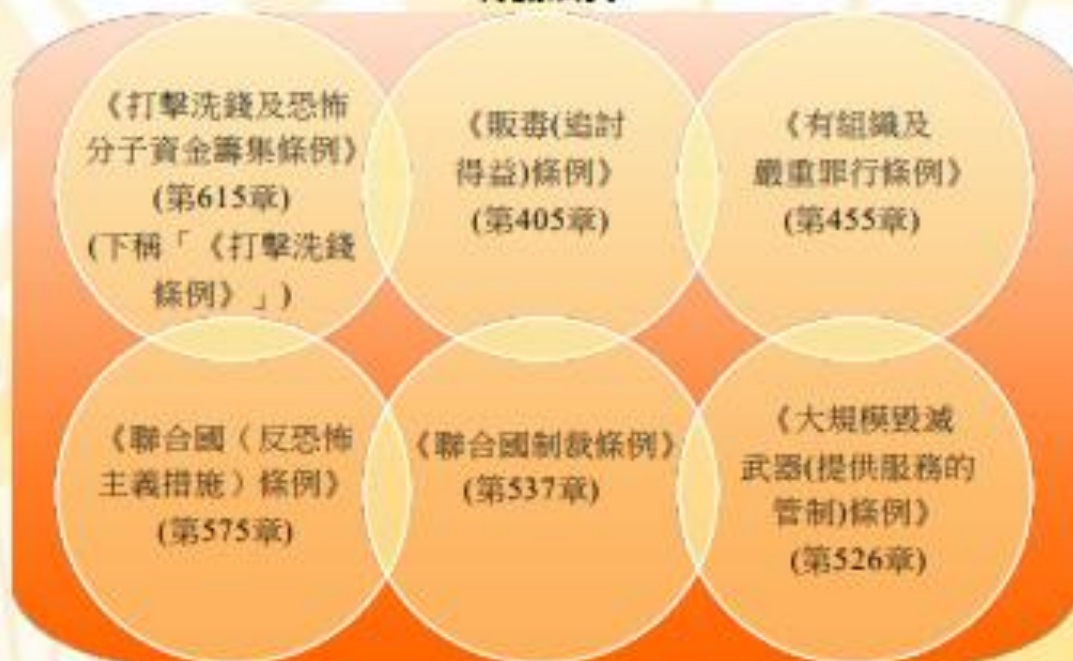 《打擊洗錢及恐怖
分子資金籌集條例》
(第615章)
(下稱「《打擊洗錢
條例》」)
《販毒(追討
得益)條例》
(第405章)
《有組織及
嚴重罪行條例》
(第455章)
《聯合國（反恐怖
主義措施）條例》
(第575章)
《聯合國制裁條例》
(第537章)
《大規模毀滅
武器(提供服務的
管制)條例》
(第526章)